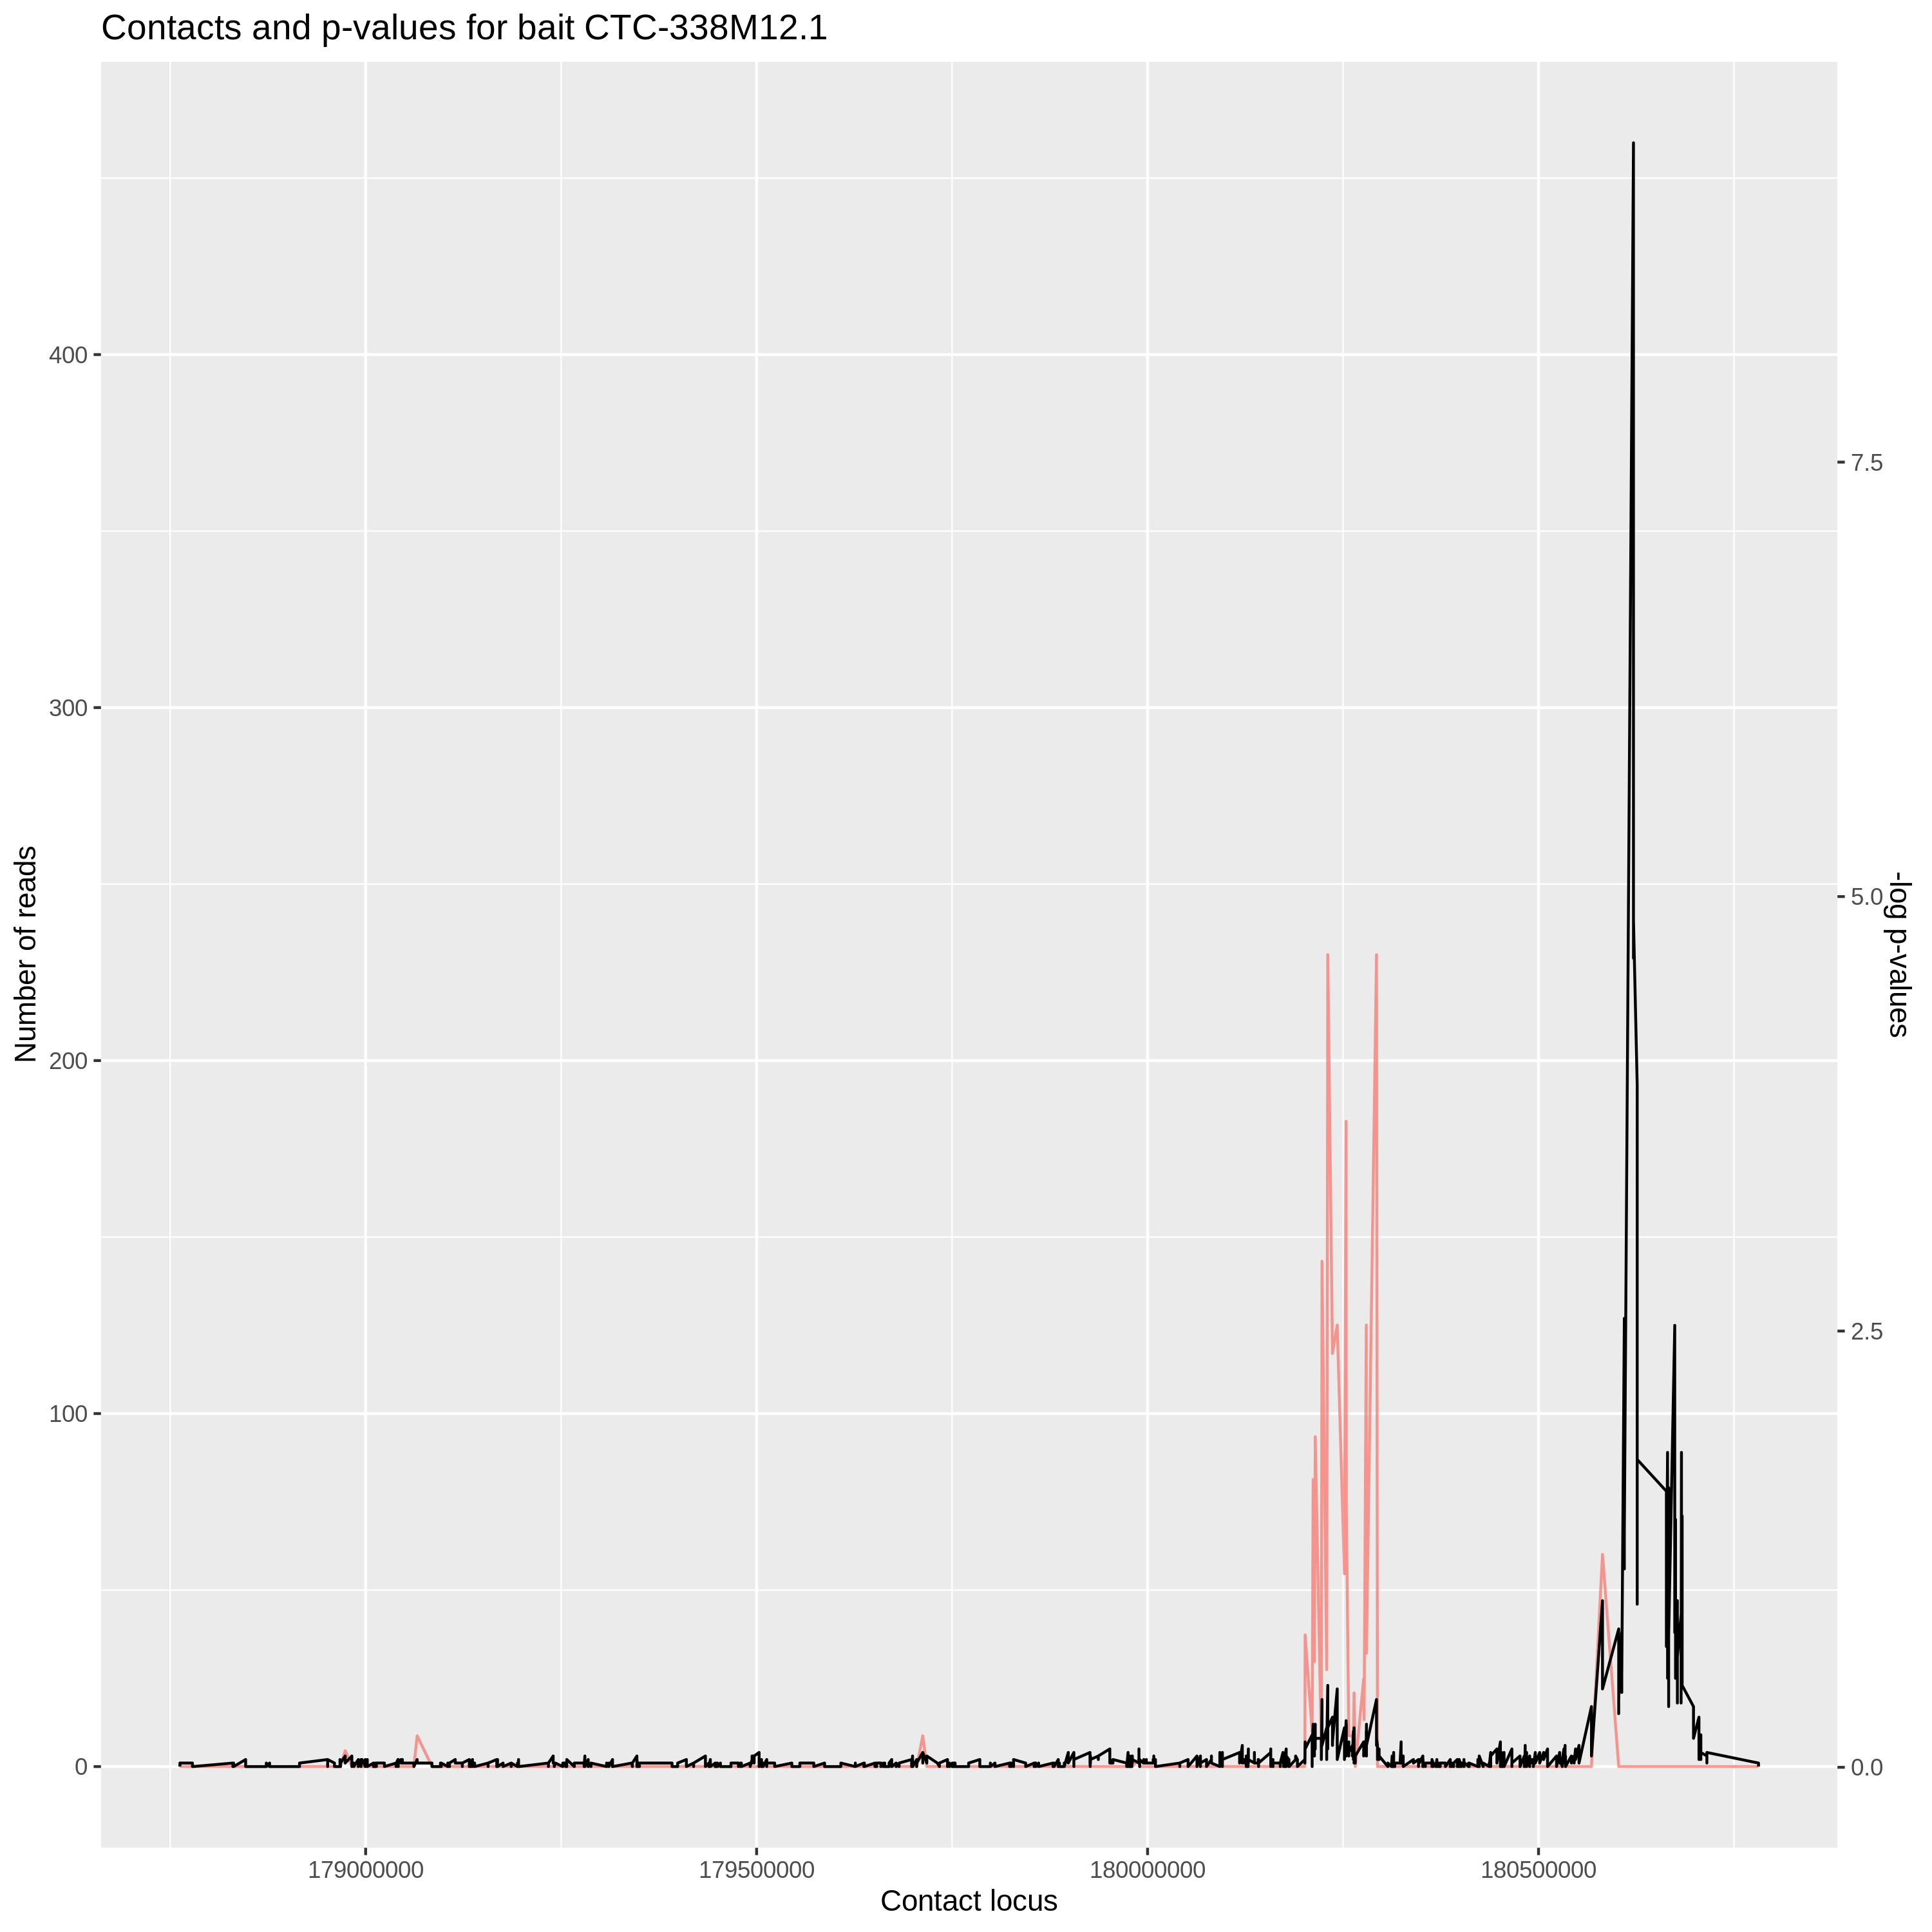 Contacts and p-values for bait CTC-338M12.1
Number of reads
400
300
200
100
0
7.5
5.0
2.5
0.0
-log p-values
179000000 179500000 180000000 180500000
Contact locus